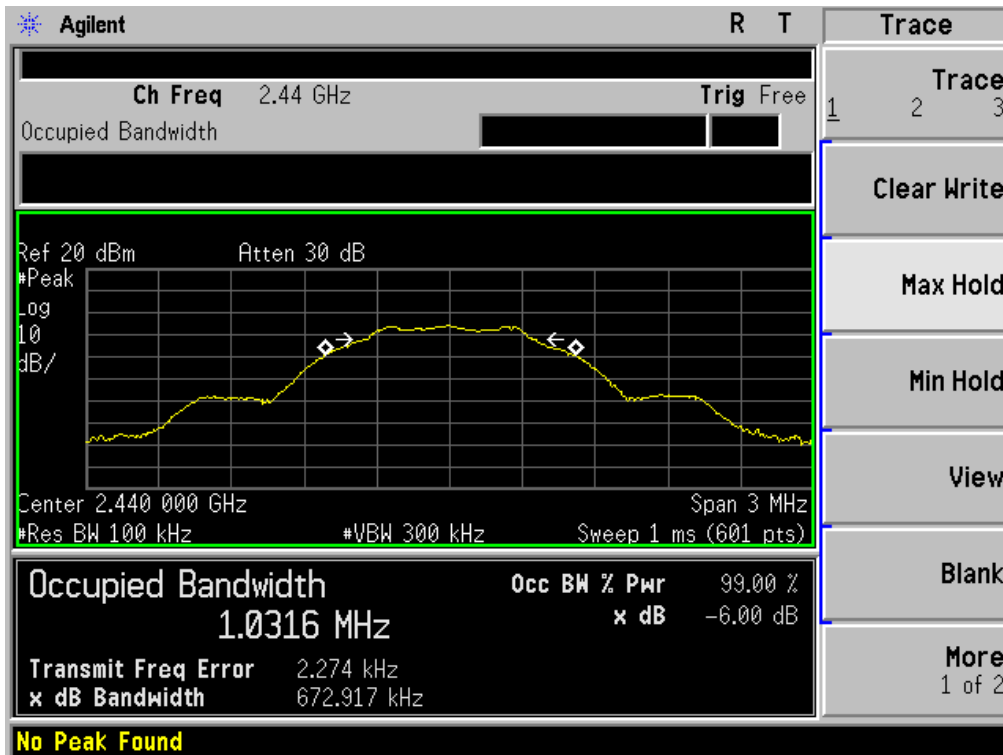 Agilent
R T
Trace
Ch Freq 2.44 GHz
Trig Free
Occupied Bandwidth
Ref 20 dBm
Atten 30 dB
#Peak
Log
10
dB/
Center 2.440 000 GHz
Span 3 MHz
#Res BW 100 kHz
#VBW 300 kHz
Sweep 1 ms (601 pts)
Occupied Bandwidth
1.0316 MHz
Occ BW % Pwr 99.00 %
x dB -6.00 dB
Transmit Freq Error 2.274 kHz
x dB Bandwidth 672.917 kHz
No Peak Found
Trace
1 2 3
Clear Write
Max Hold
Min Hold
View
Blank
More
1 of 2